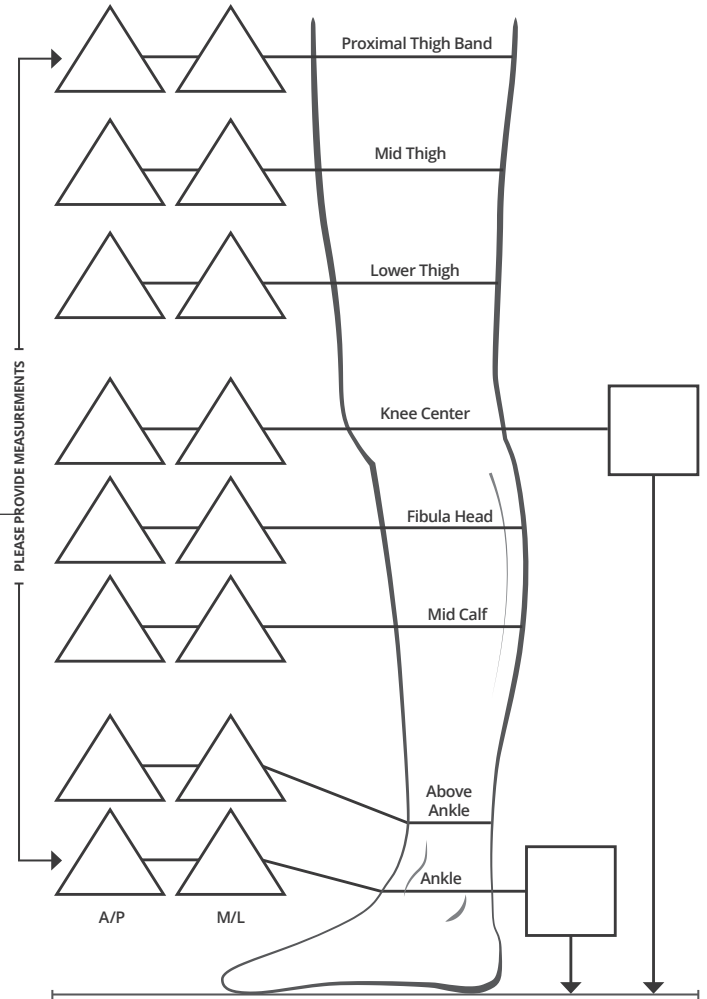 Proximal Thigh Band
Mid Thigh
Lower Thigh
PLEASE PROVIDE MEASUREMENTS
Knee Center
Fibula Head
Mid Calf
Above
Ankle
Ankle
A/P
M/L